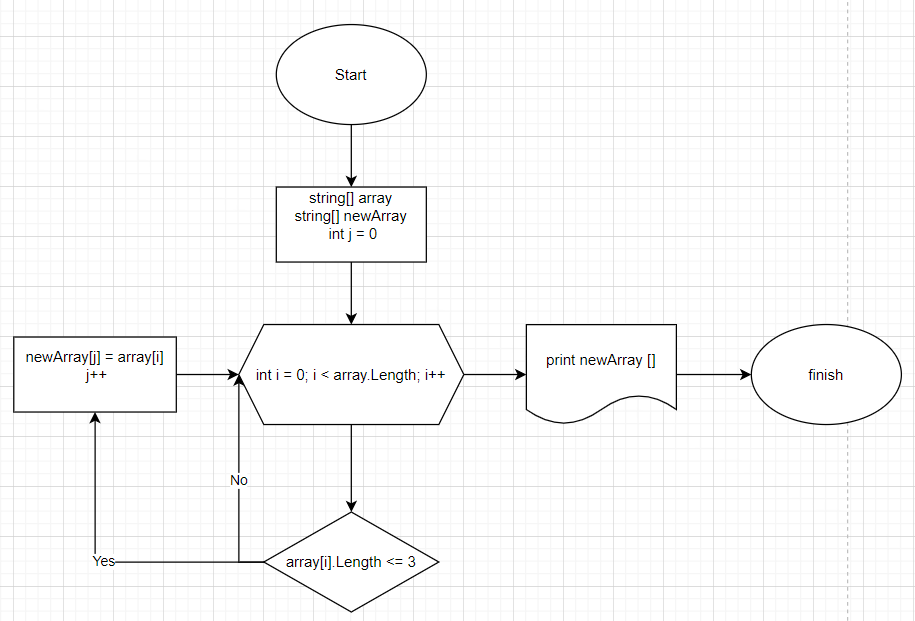 Start
string[] array
string[] newArray
int j = 0
newArray[j] = array[i]
j++
int i = 0; i < array.Length; i++
print newArray []
finish
No
Yes
array[i].Length <= 3